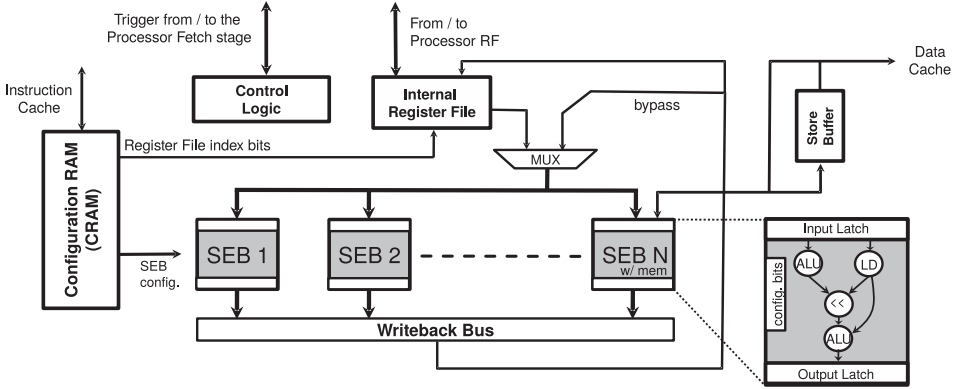 Trigger from / to the
Processor Fetch stage
From / to
Processor RF
Data
Cache
Instruction
Cache
Control
Logic
Internal
Register File
bypass
Store
Buffer
Configuration RAM
(CRAM)
Register File index bits
MUX
SEB
config.
SEB 1
SEB 2
SEB N
w/ mem
Input Latch
config. bits
ALU
LD
<<
ALU
Output Latch
Writeback Bus